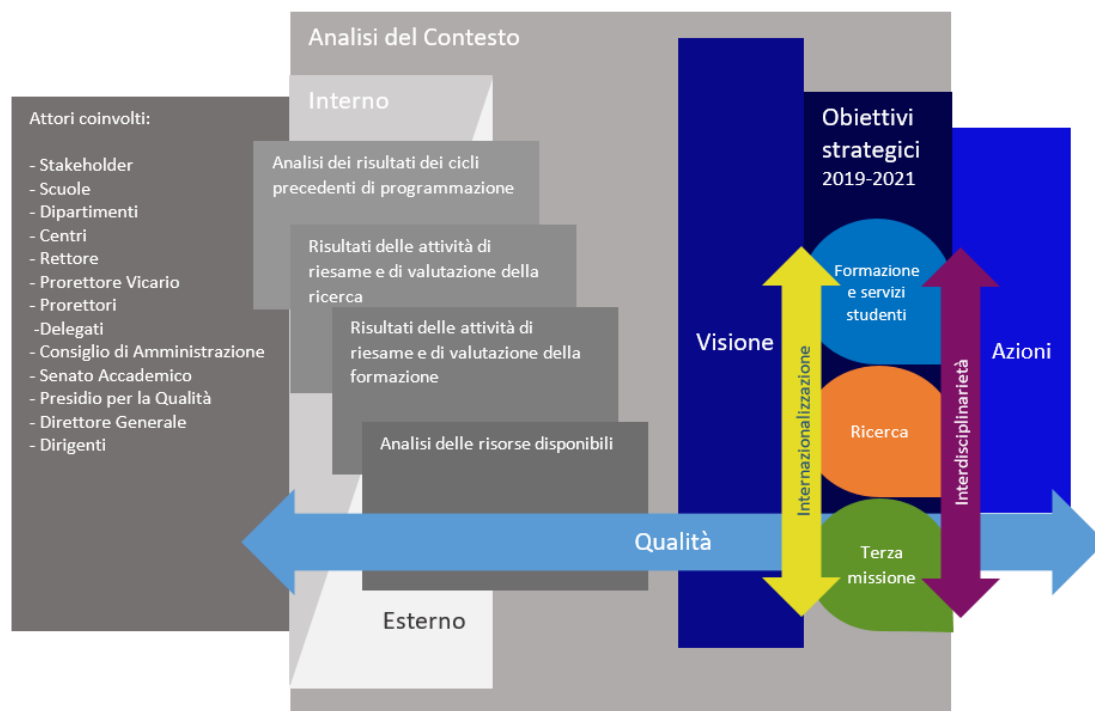 Analisi del Contesto
Interno
Attori coinvolti:
- Stakeholder
- Scuole
- Dipartimenti
- Centri
- Rettore
- Prorettore Vicario
- Prorettori
-Delegati
- Consiglio di Amministrazione
- Senato Accademico
- Presidio per la Qualità
- Direttore Generale
- Dirigenti
Analisi dei risultati dei cicli
precedenti di programmazione
Risultati delle attività di
riesame e di valutazione della
ricerca
Risultati delle attività di
riesame e di valutazione della
formazione
Analisi delle risorse disponibili
Esterno
Qualità
Visione
Obiettivi
strategici
2019-2021
Internazionalizzazione
Formazione
e servizi
studenti
Ricerca
Terza
missione
Interdisciplinarietà
Azioni